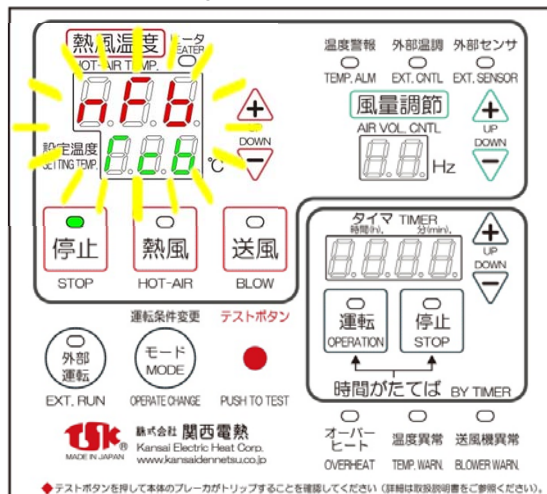 熱風温度
HOT-AIR TEMP.
ヒータ
HEATER
nFb
設定温度
SETTING TEMP.
Tcb
℃
UP
DOWN
温度警報 外部温調 外部センサ
TEMP. ALM EXT. CNTL EXT. SENSOR
風量調節
AIR VOL. CNTL
Hz
UP
DOWN
停止
STOP
熱風
HOT-AIR
送風
BLOW
タイマ TIMER
時間(h). 分(min).
UP
DOWN
運転
OPERATION
停止
STOP
時間がたてば BY TIMER
外部
運転
EXT. RUN
運転条件変更
モード
MODE
OPERATE CHANGE
テストボタン
PUSH TO TEST
TSK
MADE IN JAPAN
株式会社 関西電熱
Kansai Electric Heat Corp.
www.kansaidennetsu.co.jp
オーバー
ヒート
OVERHEAT
温度異常
TEMP. WARN.
送風機異常
BLOWER WARN.
◆テストボタンを押して本体のブレーカがトリップすることを確認してください(詳細は取扱説明書をご参照ください)。